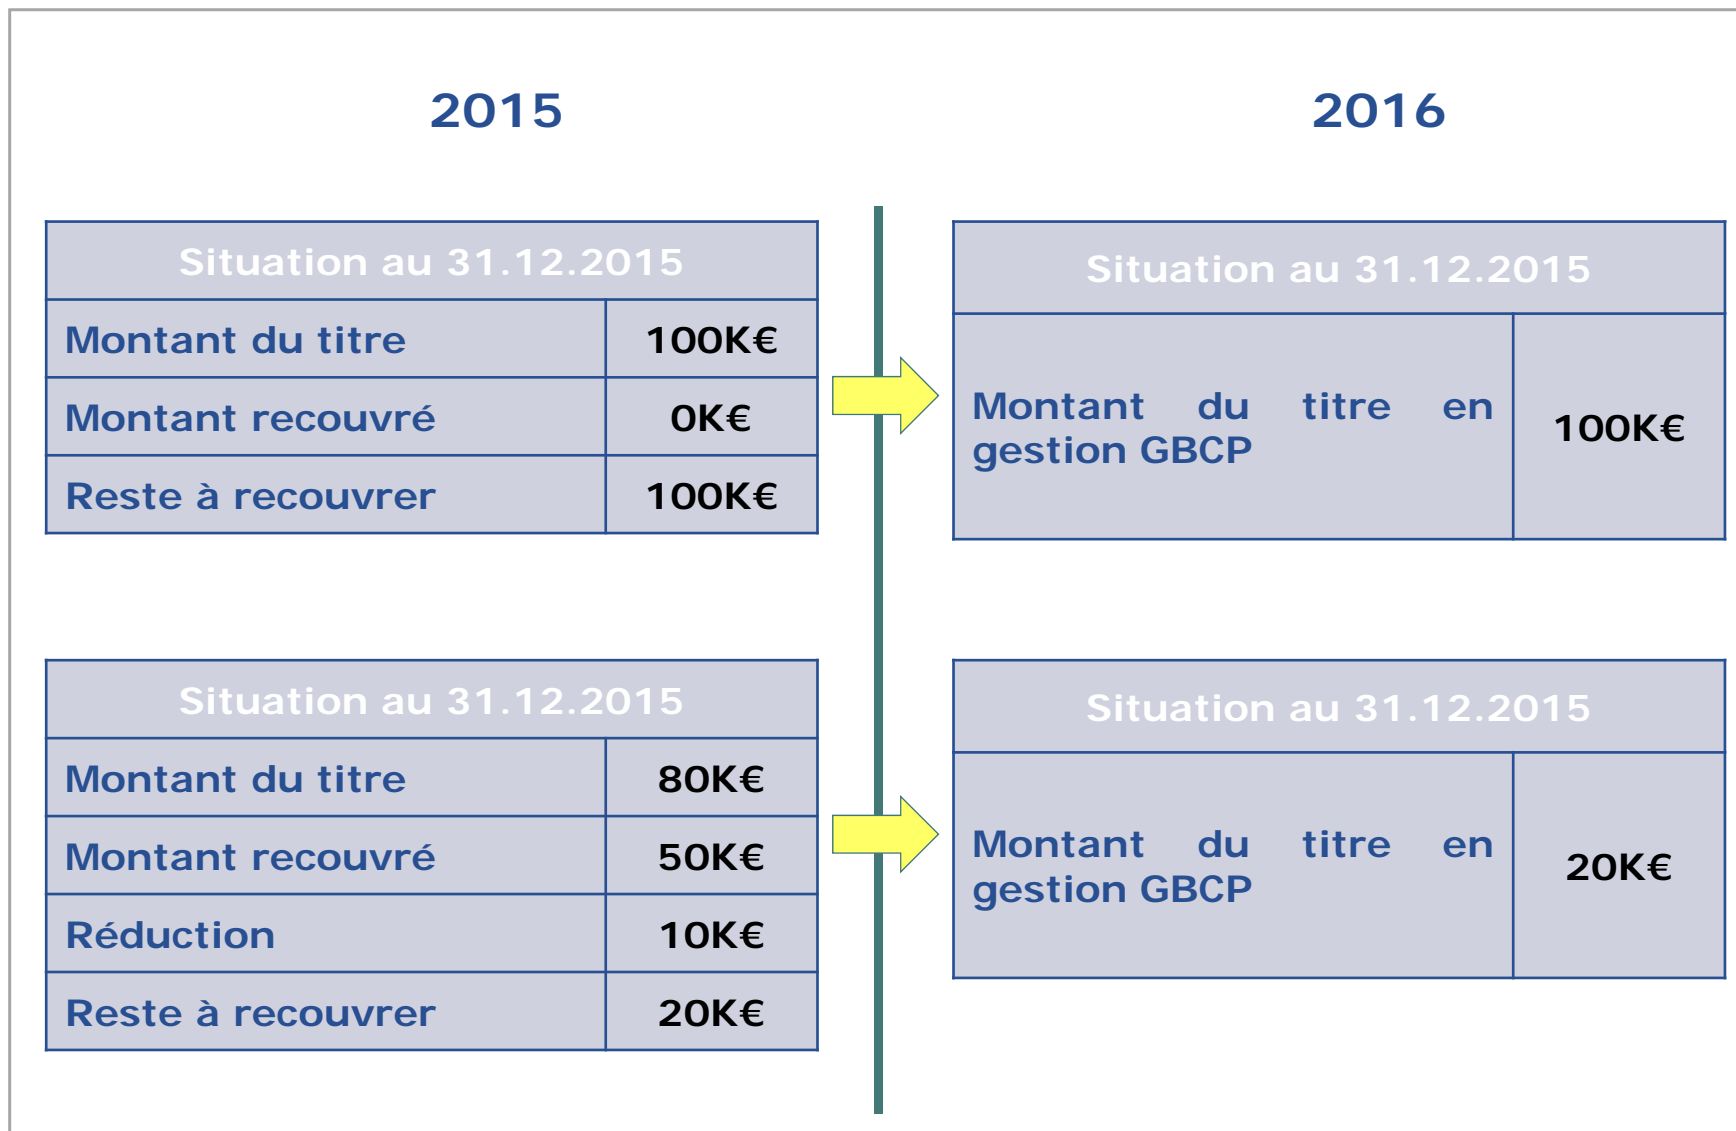 2015
2016
Situation au 31.12.2015
Montant du titre 100K€
Montant recouvré 0K€
Reste à recouvrer 100K€
Situation au 31.12.2015
Montant du titre en
gestion GBCP
100K€
Situation au 31.12.2015
Montant du titre 80K€
Montant recouvré 50K€
Réduction 10K€
Reste à recouvrer 20K€
Situation au 31.12.2015
Montant du titre en
gestion GBCP
20K€